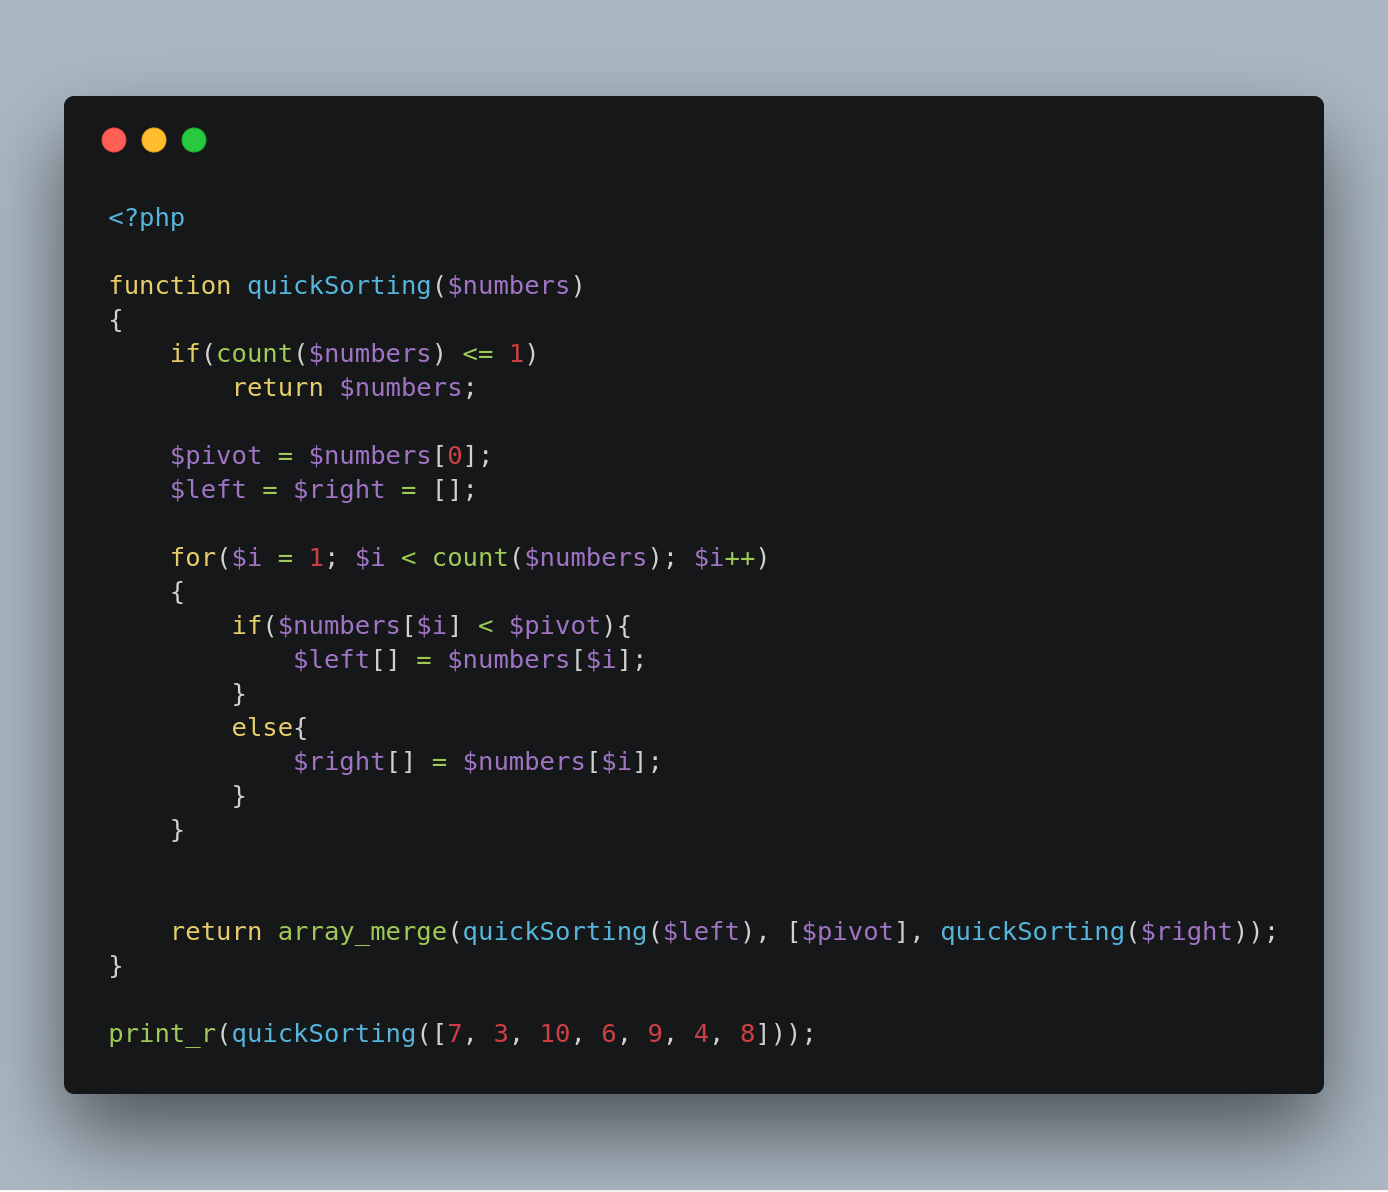 <?php
function quickSorting($numbers)
{
    if(count($numbers) <= 1)
        return $numbers;
    $pivot = $numbers[0];
    $left = $right = [];
    for($i = 1; $i < count($numbers); $i++)
    {
        if($numbers[$i] < $pivot){
            $left[] = $numbers[$i];
        }
        else{
            $right[] = $numbers[$i];
        }
    }
    return array_merge(quickSorting($left), [$pivot], quickSorting($right));
}
print_r(quickSorting([7, 3, 10, 6, 9, 4, 8]));